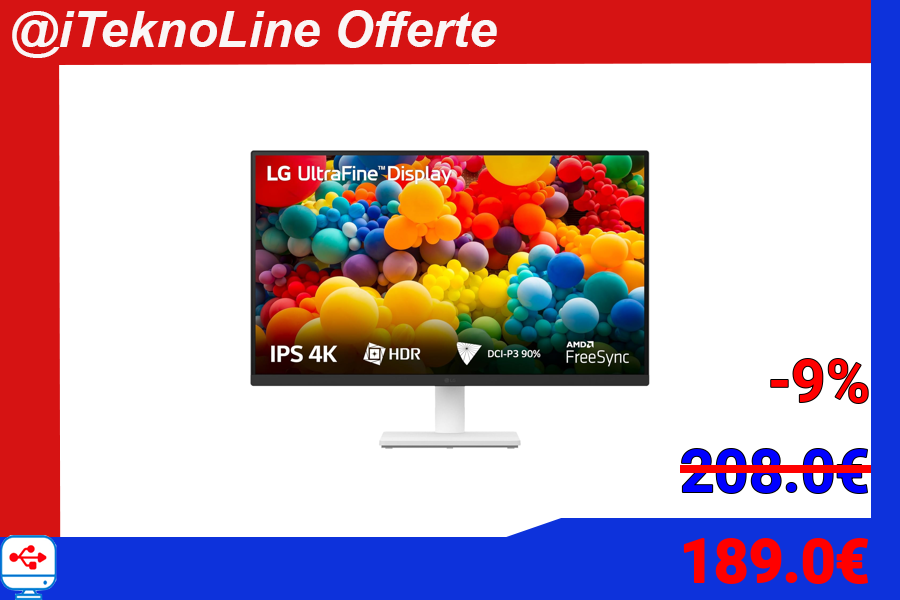 @iTeknoLine Offerte
LG UltraFine™ Display
IPS 4K HDR DCI-P3 90% AMD FreeSync
-9%
208.0€
189.0€